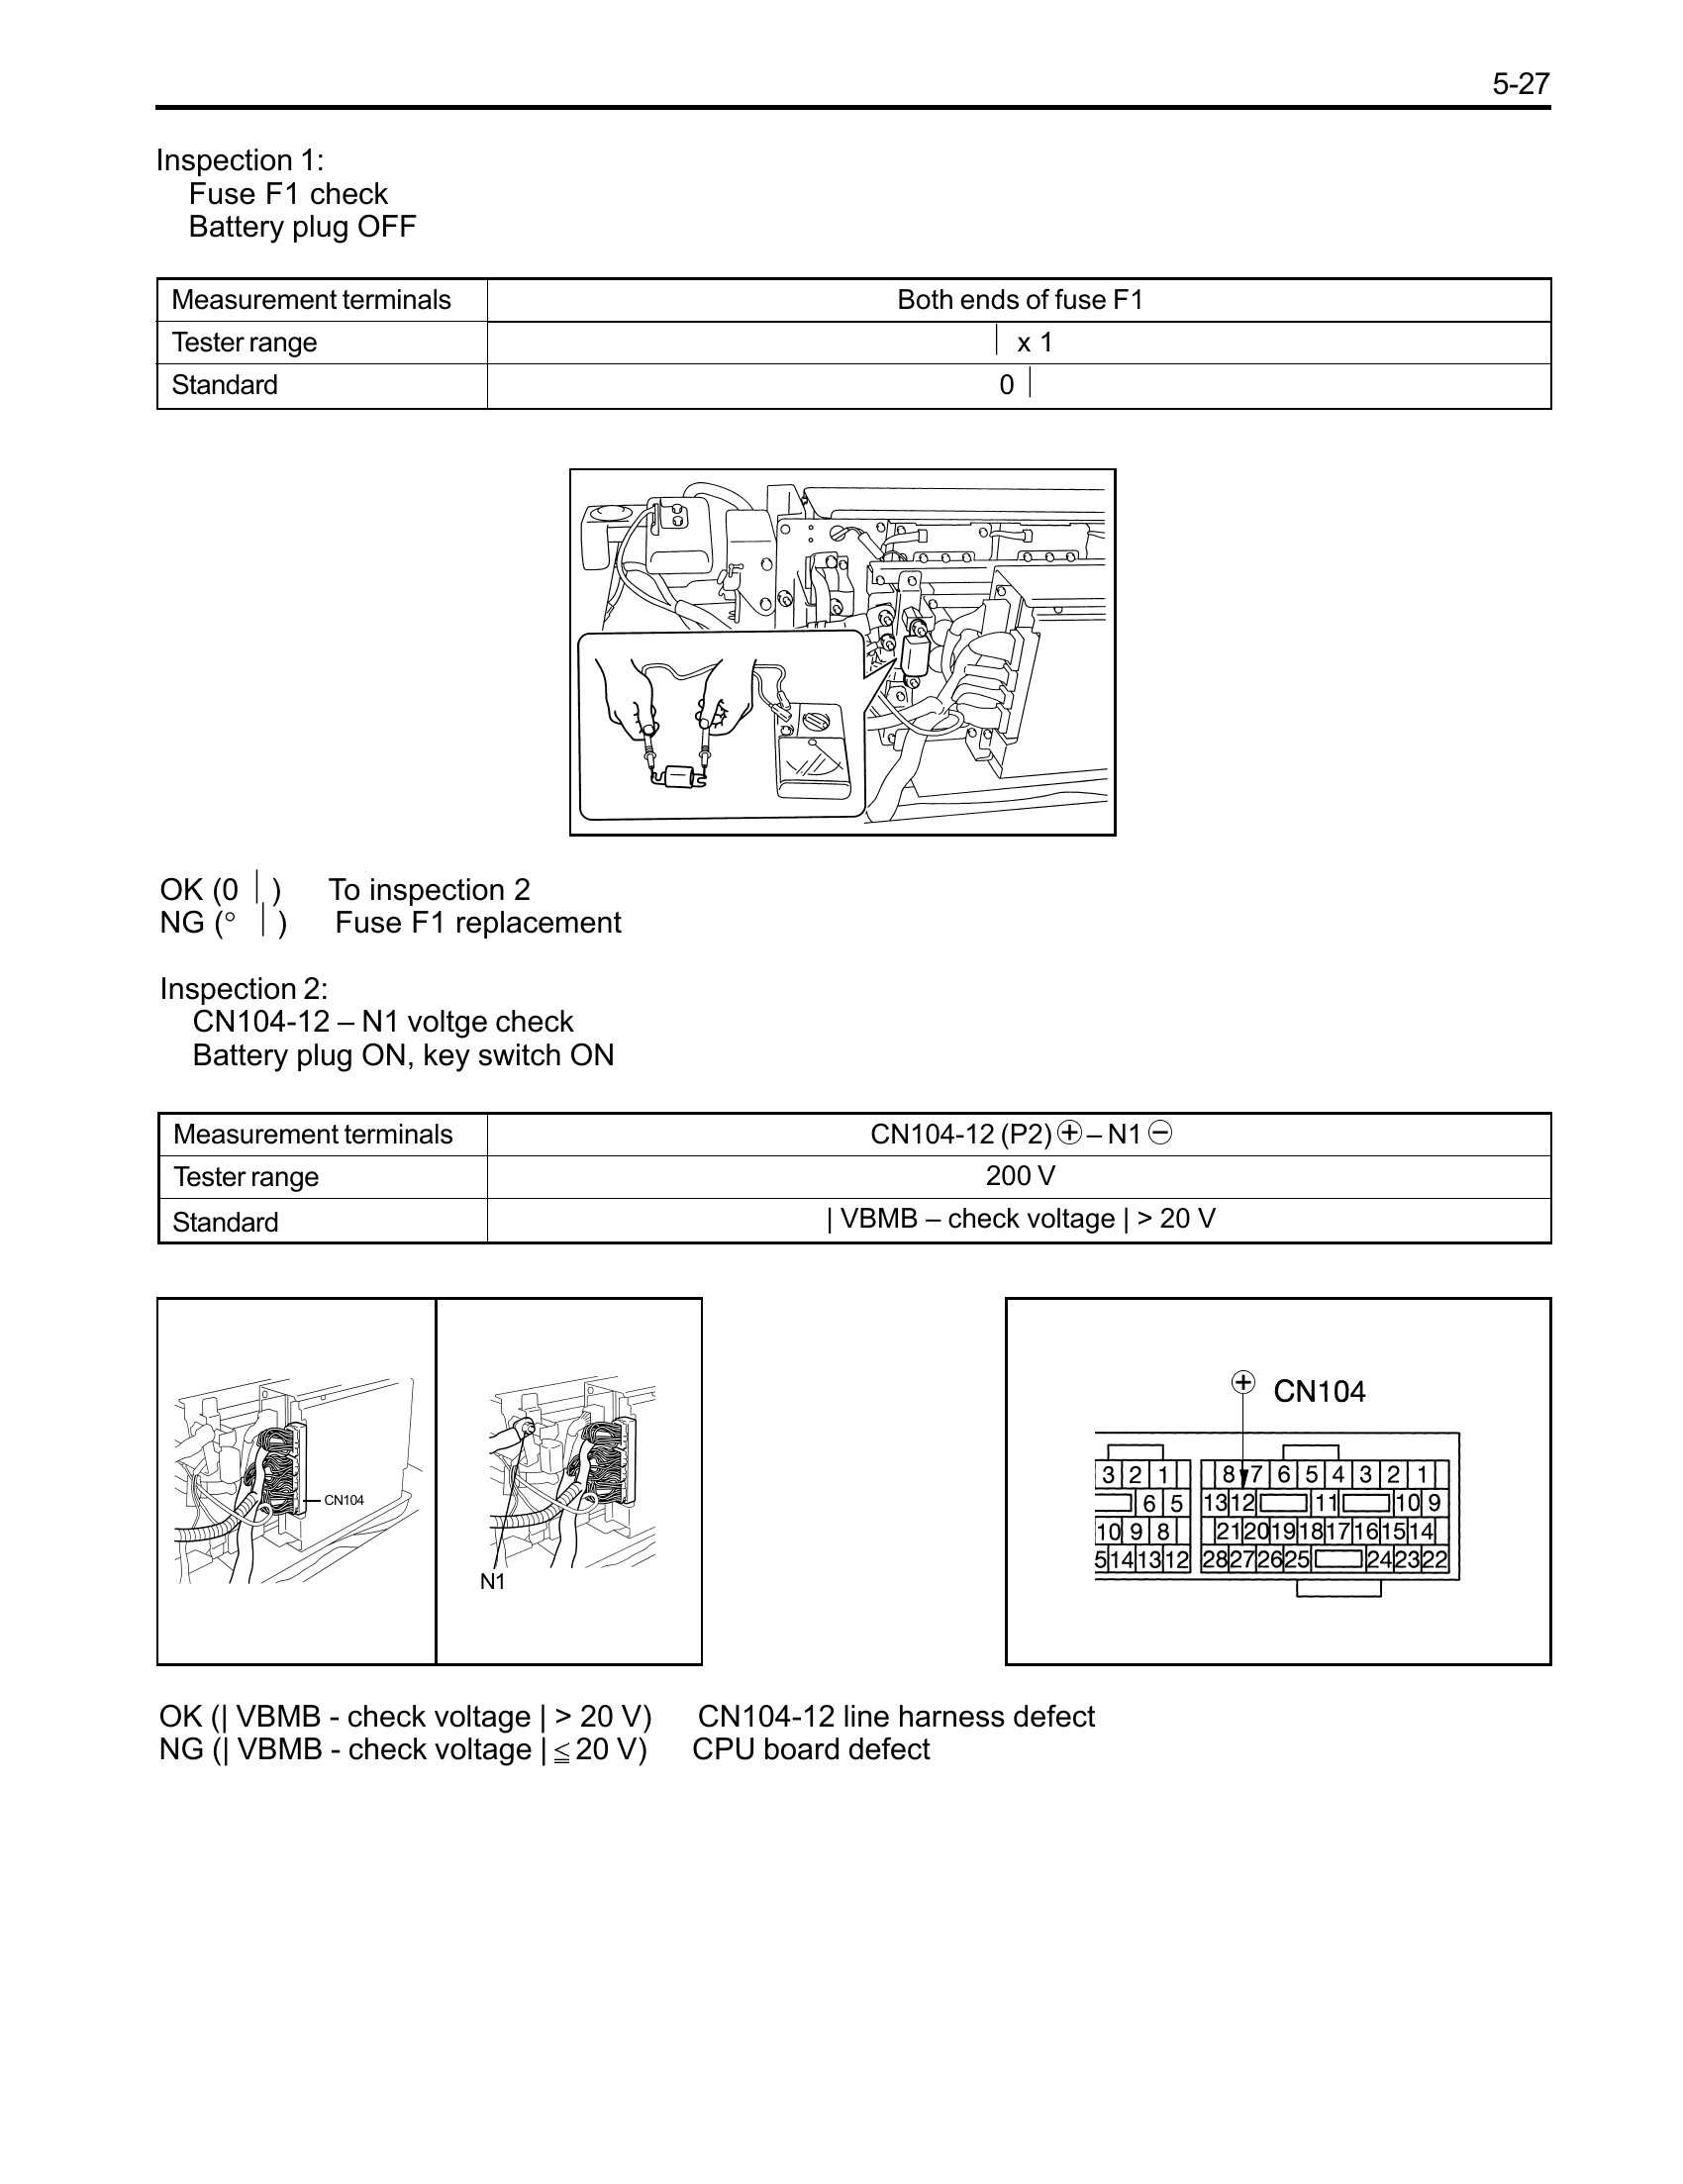 5-27
Inspection 1:
Fuse F1 check
Battery plug OFF
Measurement terminals Both ends of fuse F1
Tester range | x 1
Standard 0 |
OK (0 | ) To inspection 2
NG (° | ) Fuse F1 replacement
Inspection 2:
CN104-12 – N1 voltge check
Battery plug ON, key switch ON
Measurement terminals CN104-12 (P2) ⊕ – N1 ⊖
Tester range 200 V
Standard | VBMB – check voltage | > 20 V
CN104
N1
⊕ CN104
3 2 1 8 7 6 5 4 3 2 1
6 5 13 12 11 10 9
10 9 8 21 20 19 18 17 16 15 14
5 14 13 12 28 27 26 25 24 23 22
OK (| VBMB - check voltage | > 20 V) CN104-12 line harness defect
NG (| VBMB - check voltage | ≦ 20 V) CPU board defect